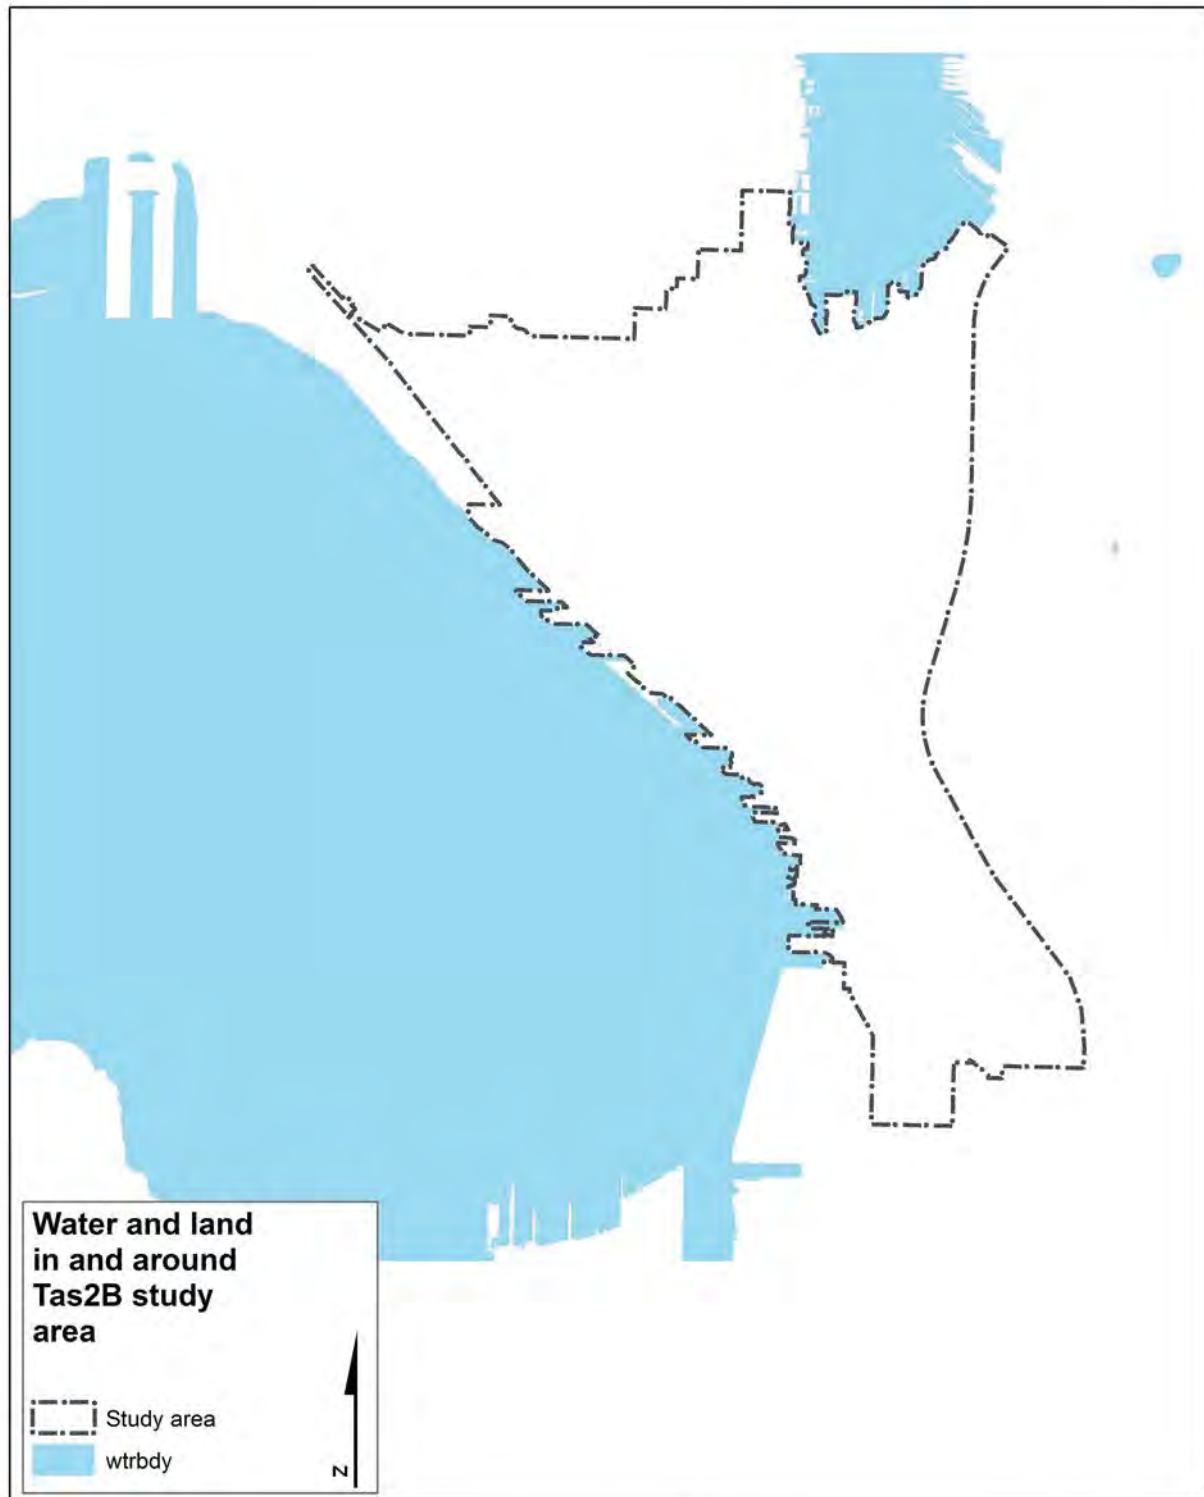 Water and land
in and around
Tas2B study
area
Study area
wtrbdy
N